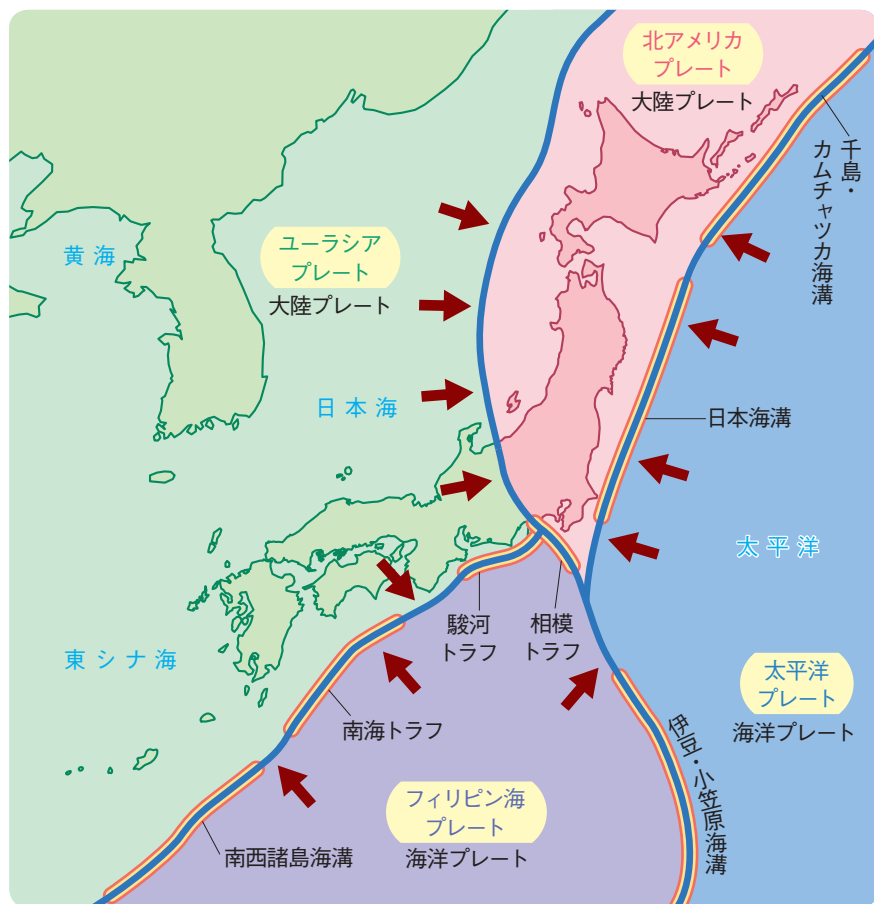 北アメリカ
プレート
大陸プレート
千島・
カムチャツカ海溝
黄海
ユーラシア
プレート
大陸プレート
日本海
日本海溝
太平洋
東シナ海
駿河
トラフ
相模
トラフ
太平洋
プレート
海洋プレート
南海トラフ
伊豆・小笠原海溝
フィリピン海
プレート
海洋プレート
南西諸島海溝